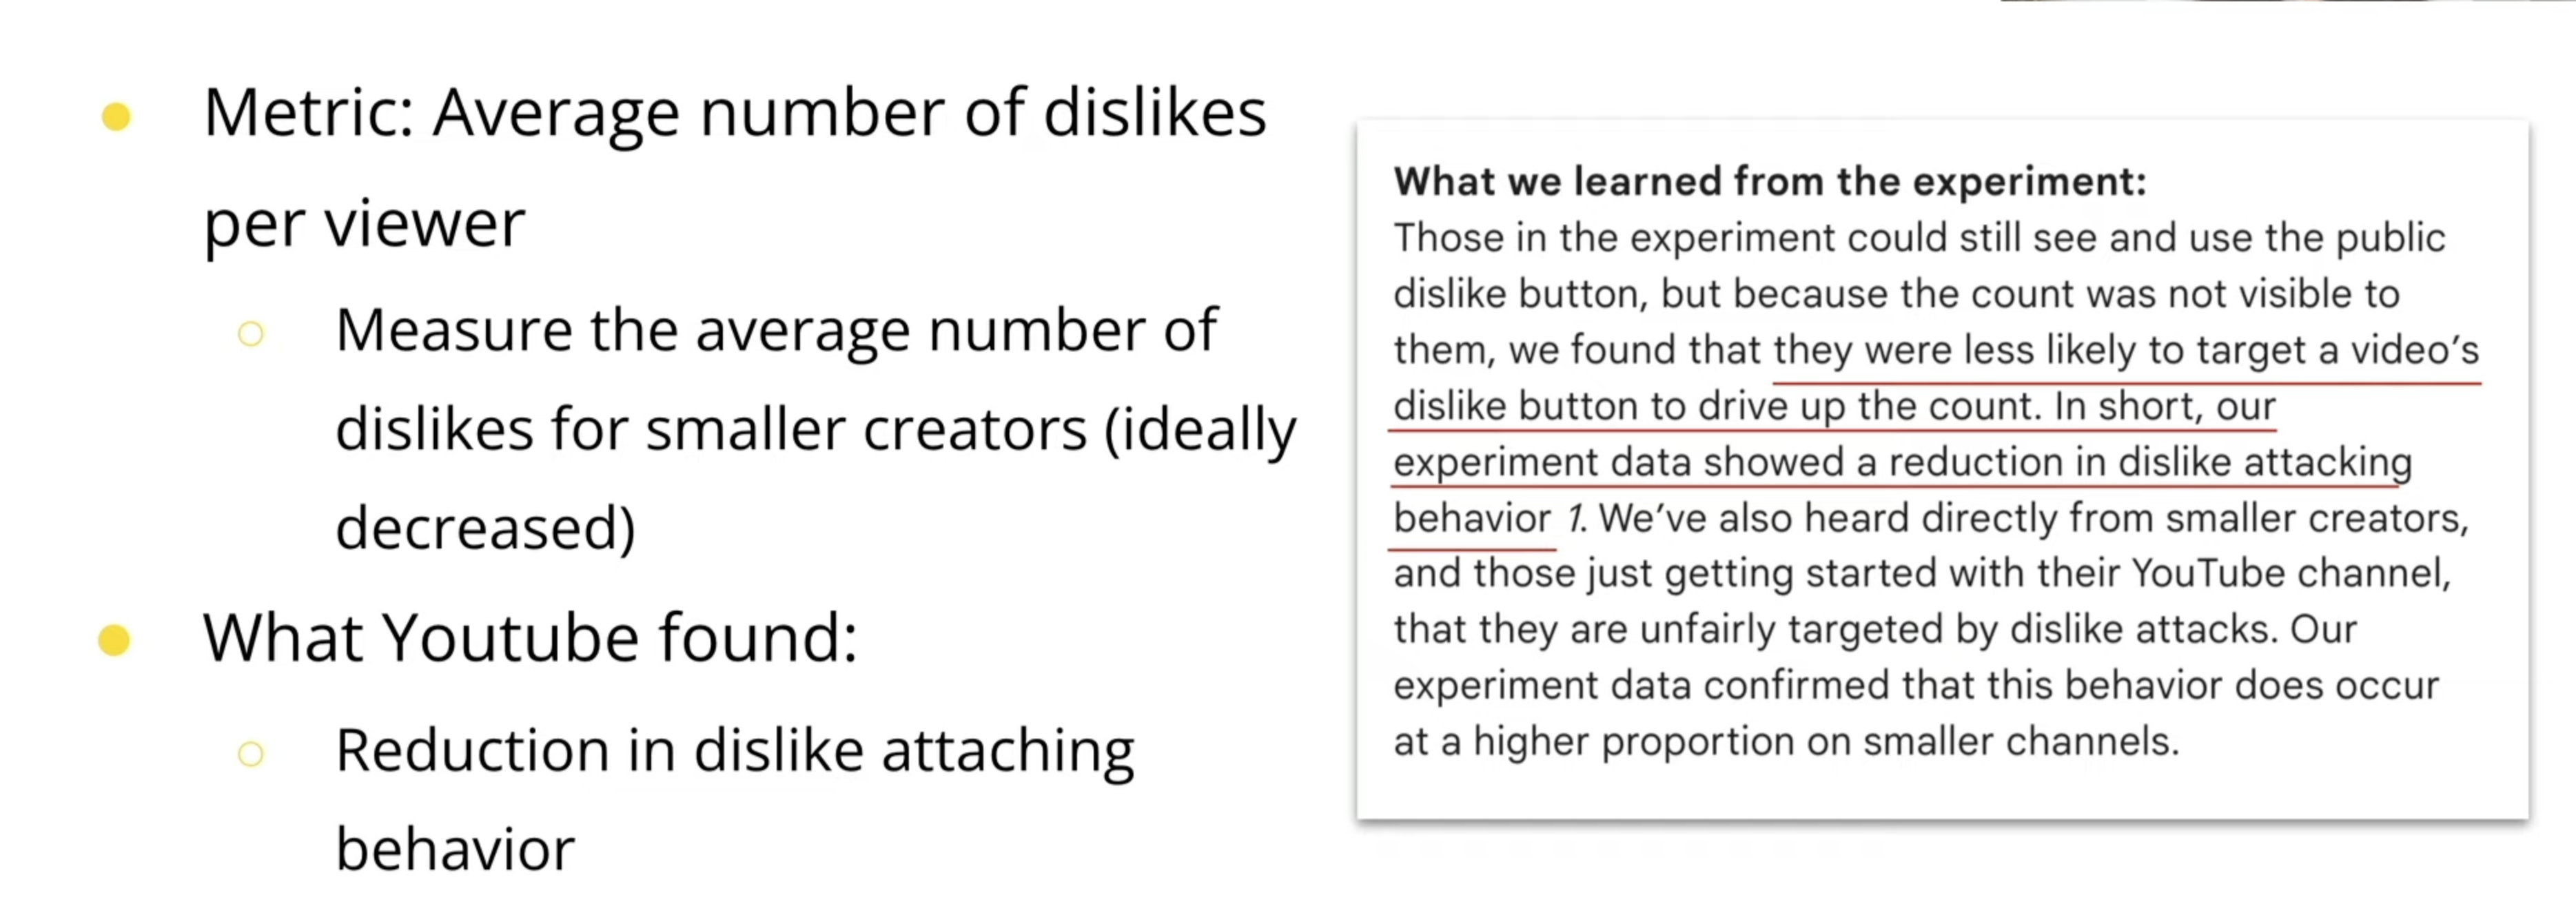 Metric: Average number of dislikes
per viewer
Measure the average number of
dislikes for smaller creators (ideally
decreased)
What Youtube found:
Reduction in dislike attaching
behavior
What we learned from the experiment:
Those in the experiment could still see and use the public
dislike button, but because the count was not visible to
them, we found that they were less likely to target a video's
dislike button to drive up the count. In short, our
experiment data showed a reduction in dislike attacking
behavior 1. We've also heard directly from smaller creators,
and those just getting started with their YouTube channel,
that they are unfairly targeted by dislike attacks. Our
experiment data confirmed that this behavior does occur
at a higher proportion on smaller channels.